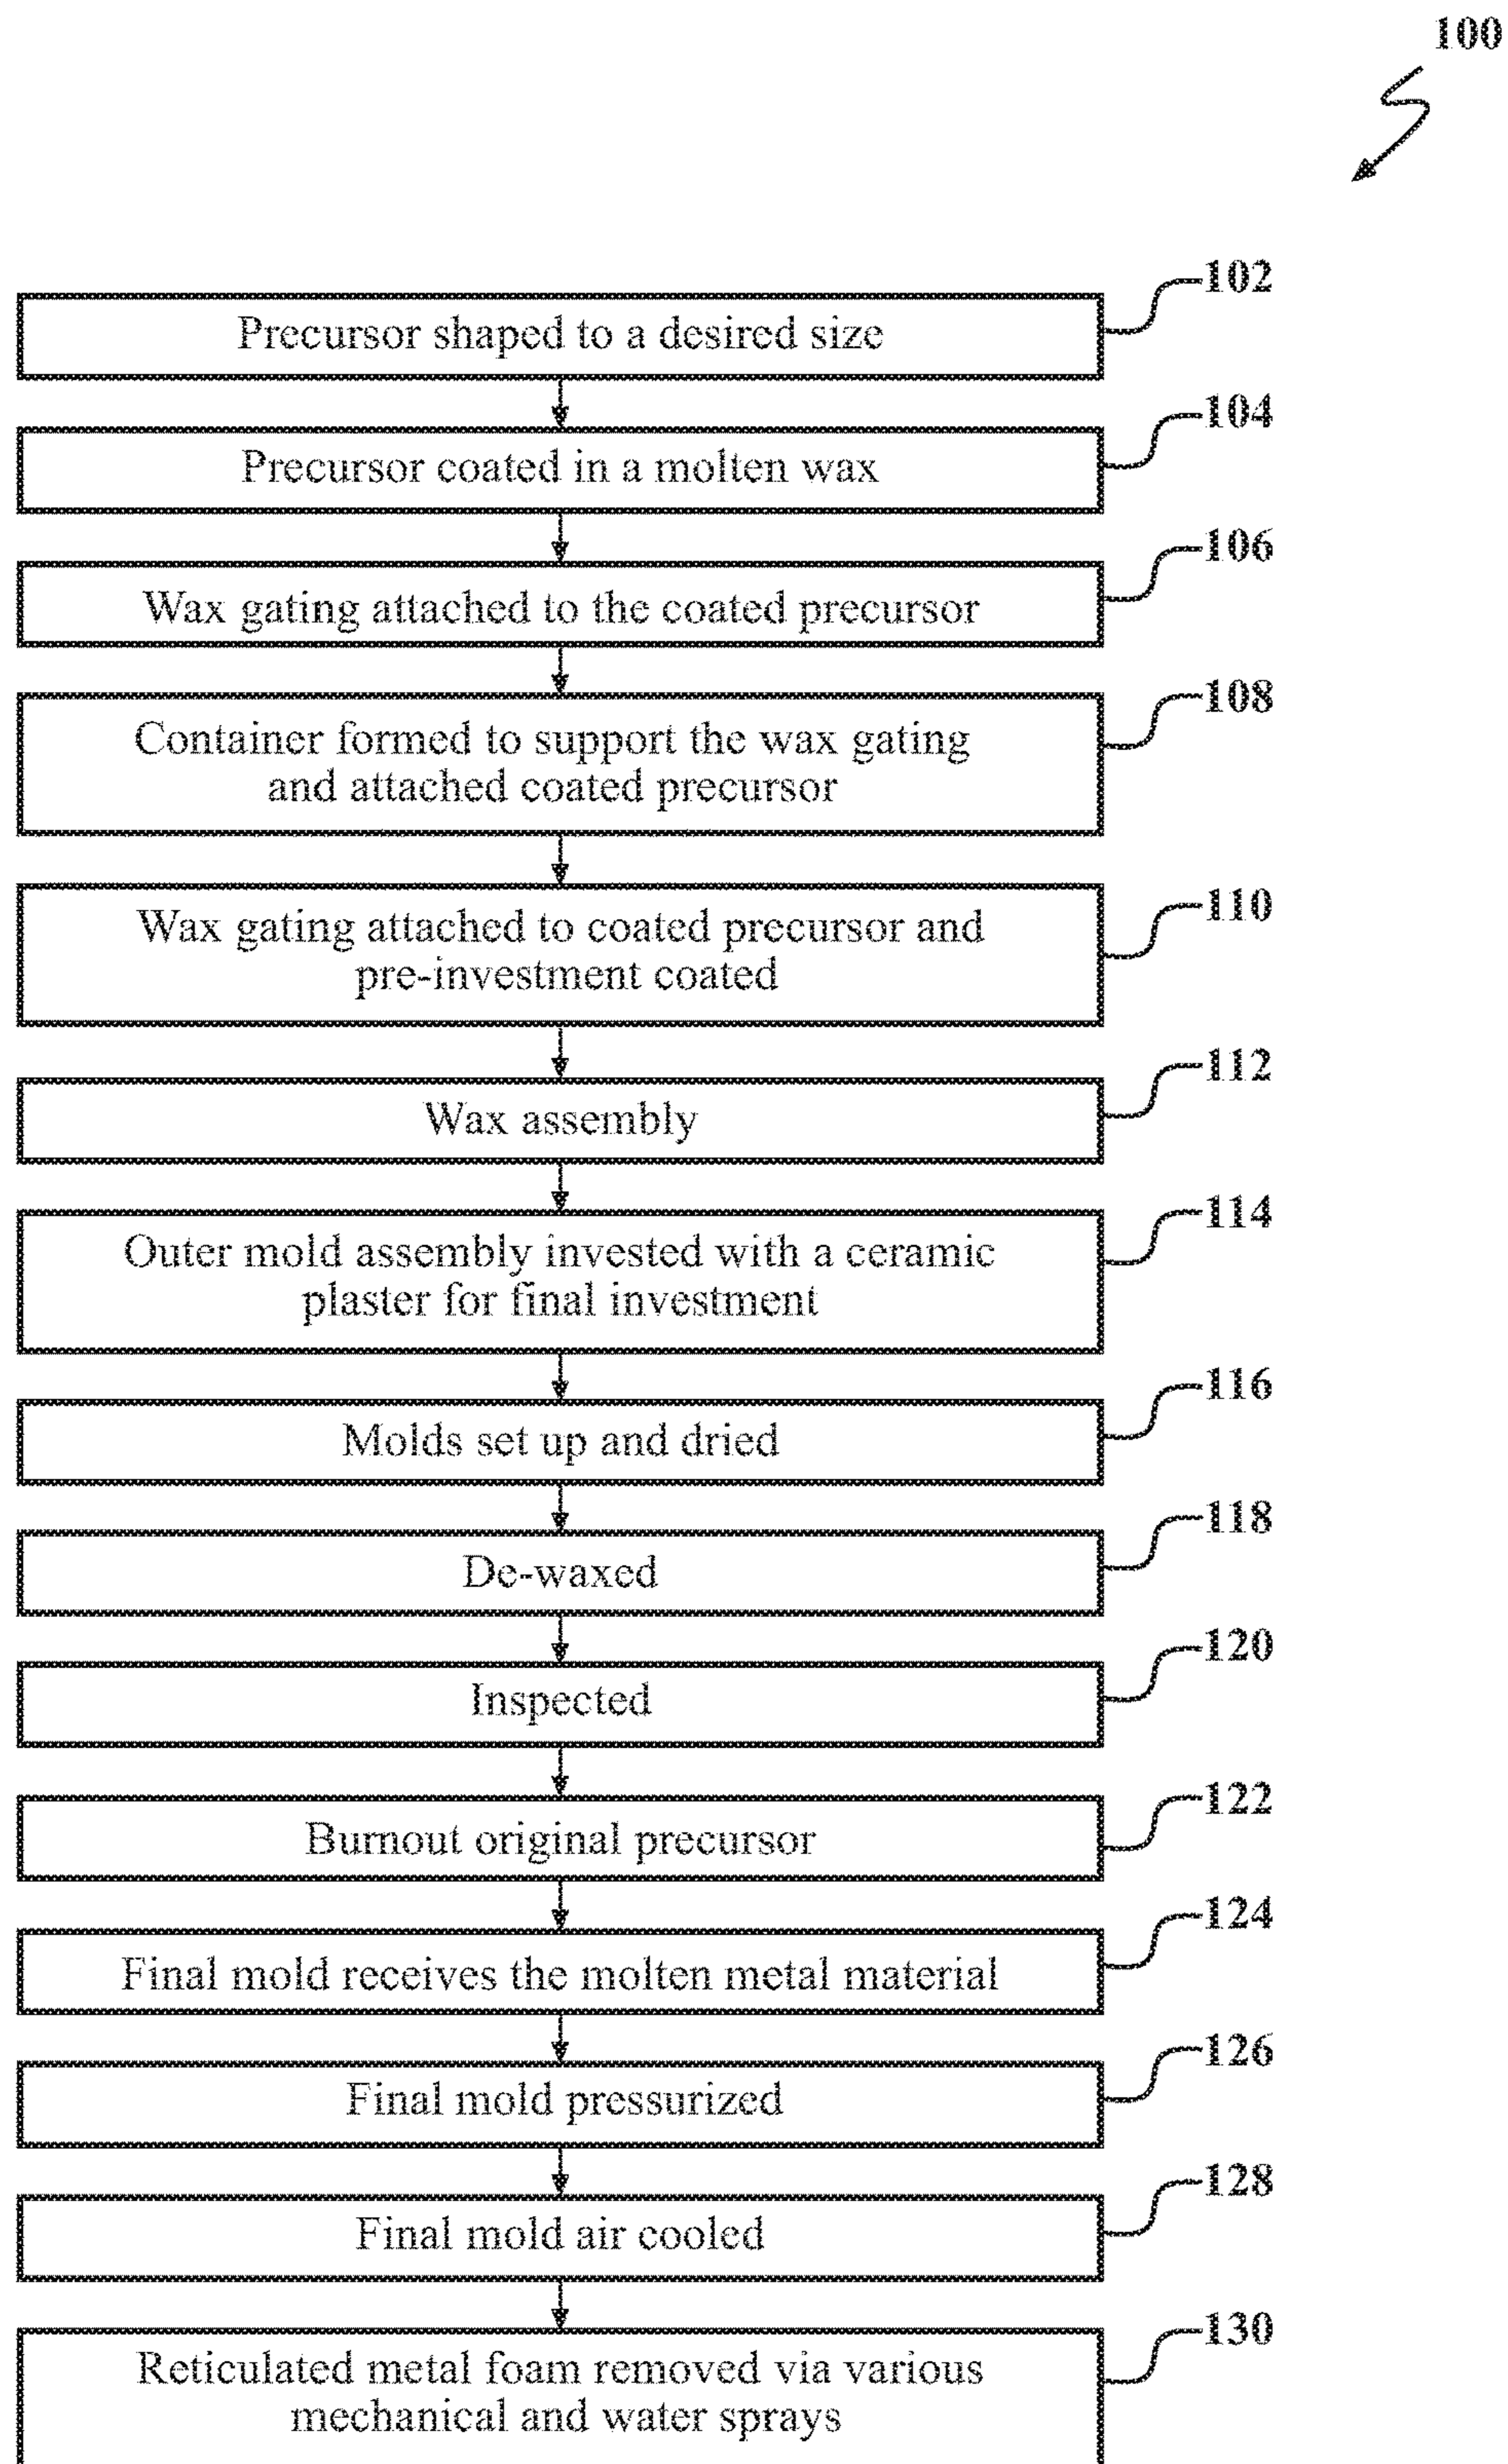 100
102
Precursor shaped to a desired size
104
Precursor coated in a molten wax
106
Wax gating attached to the coated precursor
108
Container formed to support the wax gating
and attached coated precursor
110
Wax gating attached to coated precursor and
pre-investment coated
112
Wax assembly
114
Outer mold assembly invested with a ceramic
plaster for final investment
116
Molds set up and dried
118
De-waxed
120
Inspected
122
Burnout original precursor
124
Final mold receives the molten metal material
126
Final mold pressurized
128
Final mold air cooled
130
Reticulated metal foam removed via various
mechanical and water sprays